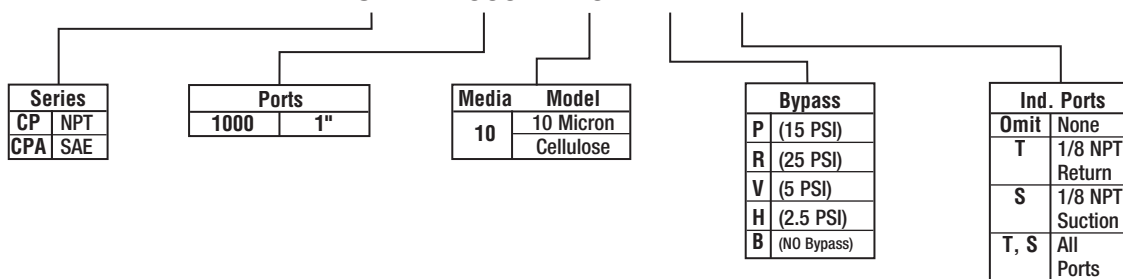 Series
CP NPT
CPA SAE
Ports
1000 1"
Media Model
10 10 Micron
Cellulose
Bypass
P (15 PSI)
R (25 PSI)
V (5 PSI)
H (2.5 PSI)
B (NO Bypass)
Ind. Ports
Omit None
T 1/8 NPT
Return
S 1/8 NPT
Suction
T, S All
Ports